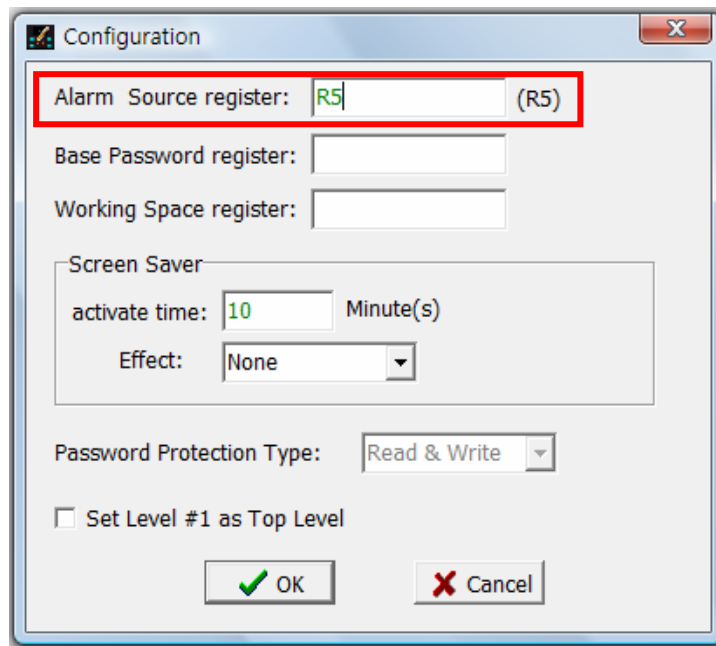 Configuration
Alarm Source register: R5 (R5)
Base Password register:
Working Space register:
Screen Saver
activate time: 10 Minute(s)
Effect: None
Password Protection Type: Read & Write
Set Level #1 as Top Level
OK Cancel